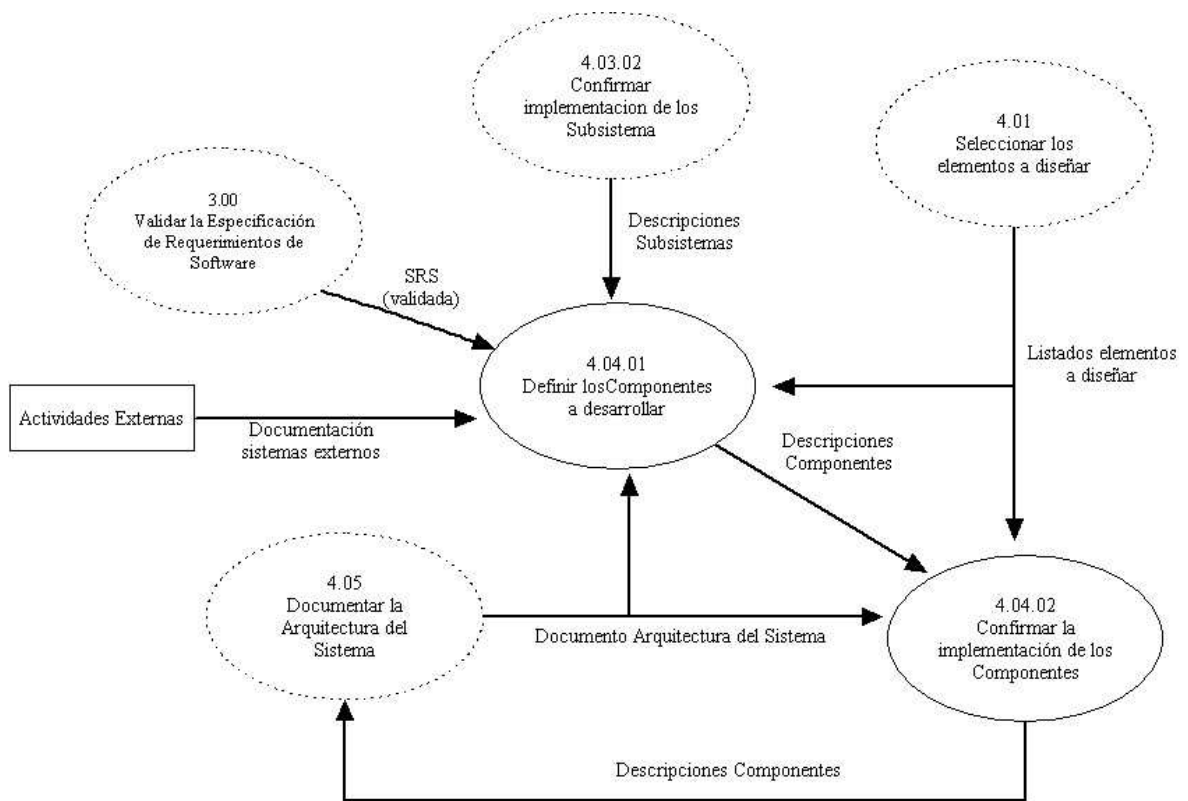 4.03.02
Confirmar
implementacion de los
Subsistema
4.01
Seleccionar los
elementos a diseñar
3.00
Validar la Especificación
de Requerimientos de
Software
Descripciones
Subsistemas
SRS
(validada)
4.04.01
Definir losComponentes
a desarrollar
Listados elementos
a diseñar
Actividades Externas
Documentación
sistemas externos
Descripciones
Componentes
4.05
Documentar la
Arquitectura del
Sistema
Documento Arquitectura del Sistema
4.04.02
Confirmar la
implementación de los
Componentes
Descripciones Componentes